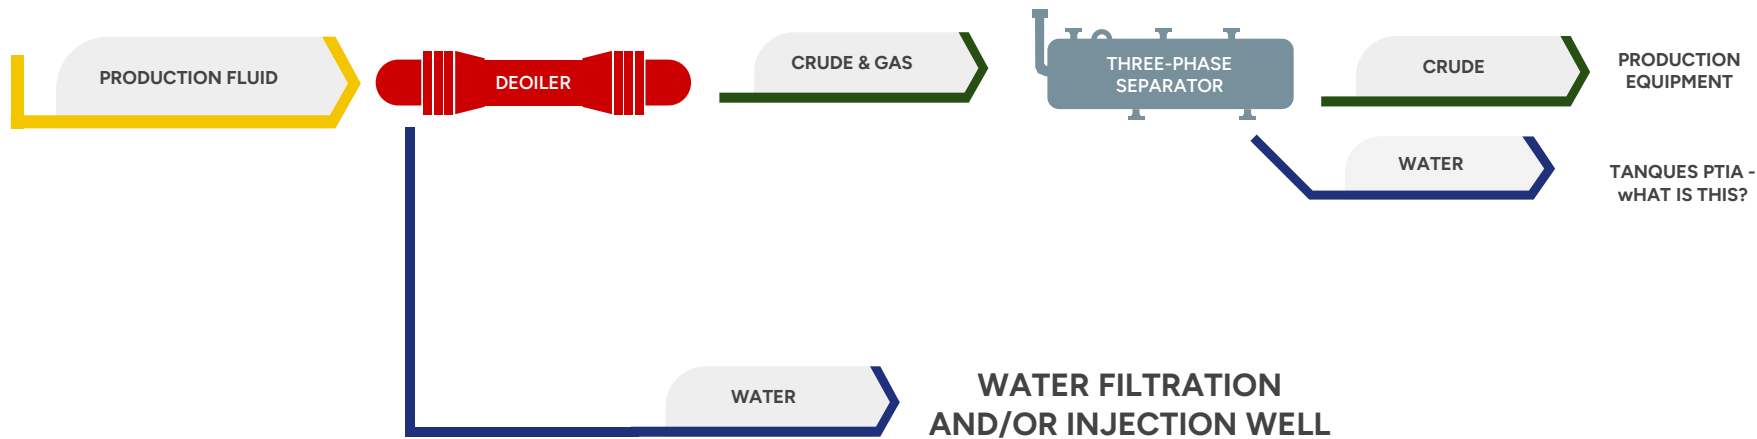 PRODUCTION FLUID
DEOILER
CRUDE & GAS
THREE-PHASE
SEPARATOR
CRUDE
PRODUCTION
EQUIPMENT
WATER
TANQUES PTIA -
wHAT IS THIS?
WATER
WATER FILTRATION
AND/OR INJECTION WELL